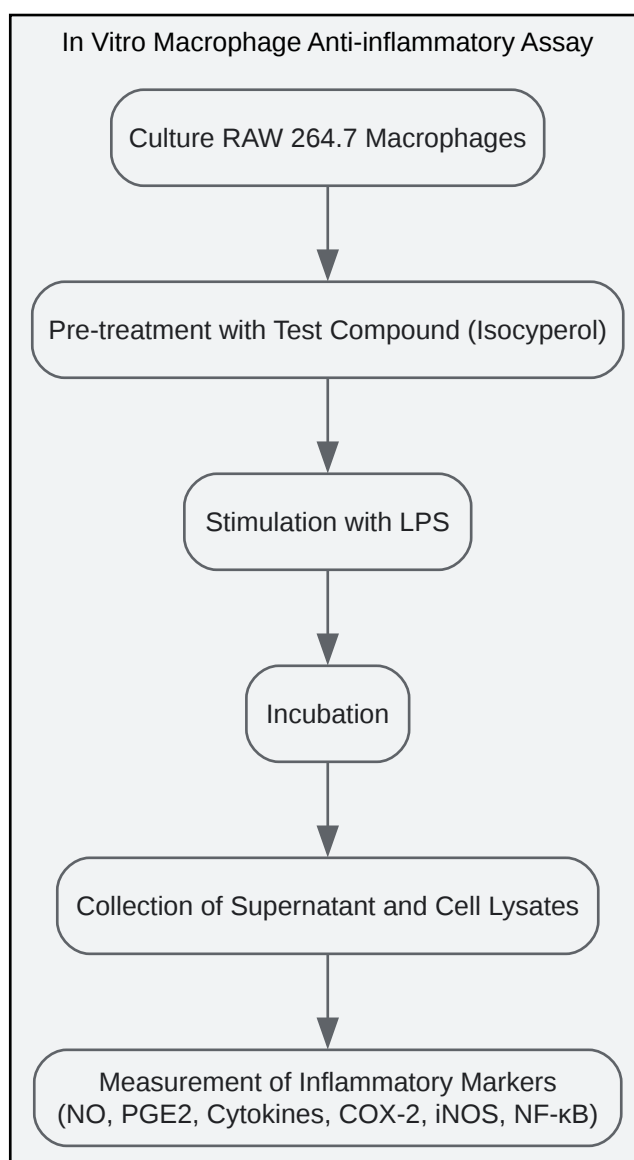 In Vitro Macrophage Anti-inflammatory Assay
Culture RAW 264.7 Macrophages
Pre-treatment with Test Compound (Isocyperol)
Stimulation with LPS
Incubation
Collection of Supernatant and Cell Lysates
Measurement of Inflammatory Markers
(NO, PGE2, Cytokines, COX-2, iNOS, NF-κB)